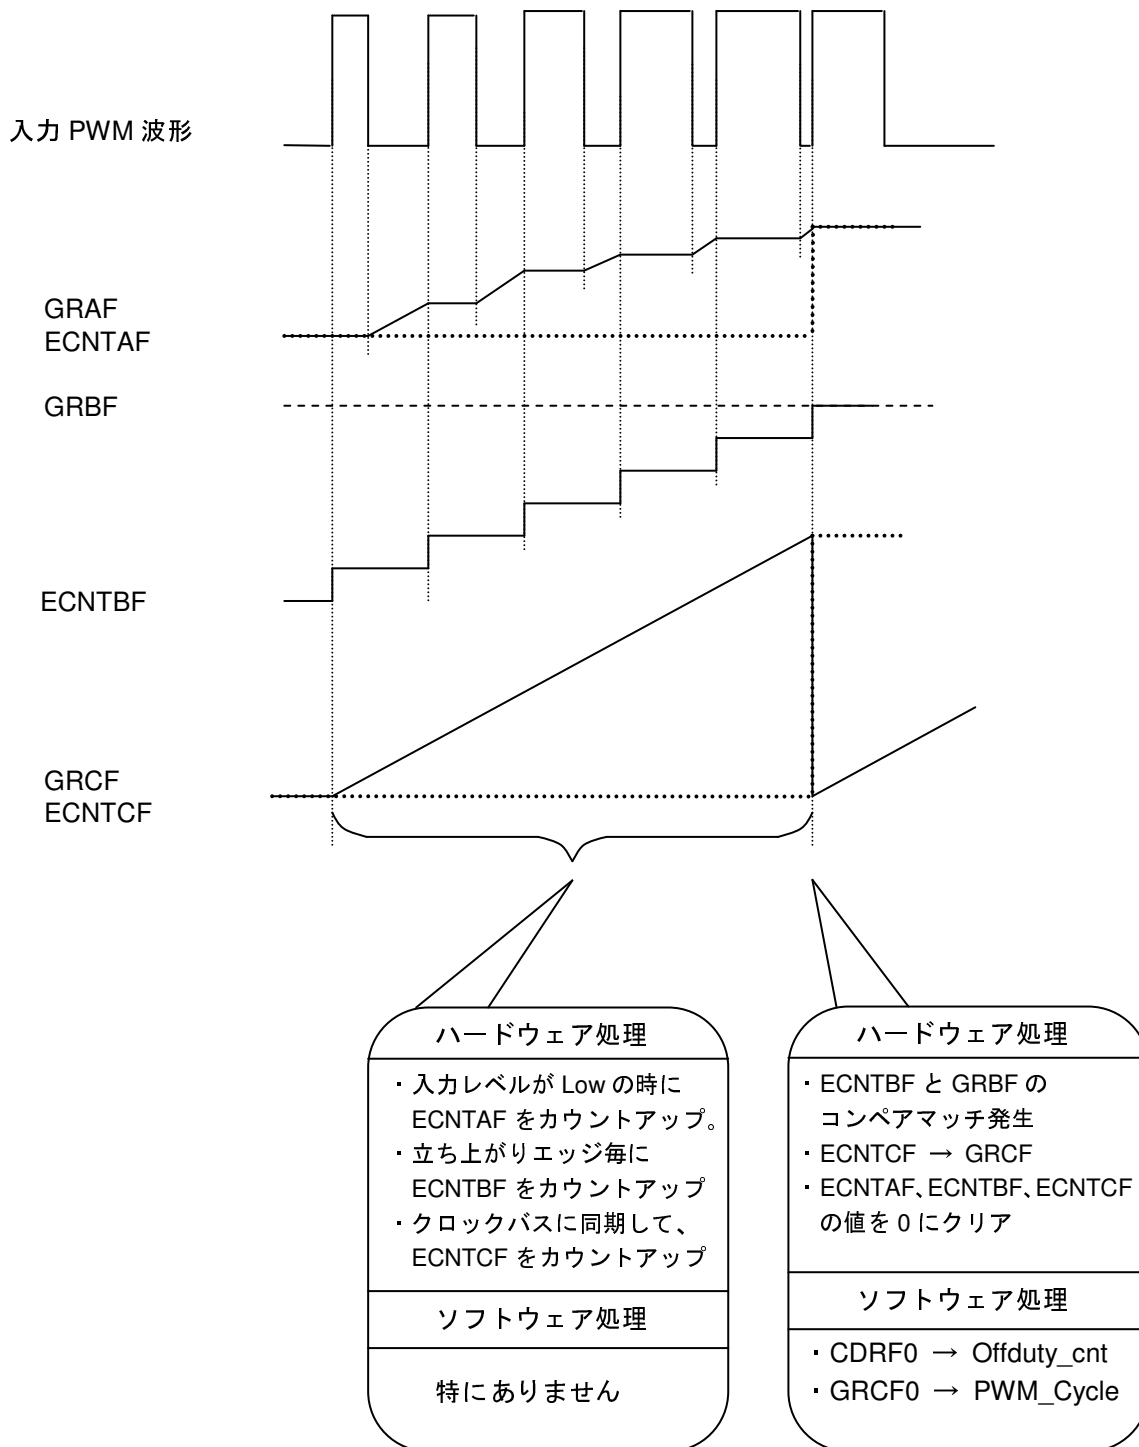 入力 PWM 波形
GRAF
ECNTAF
GRBF
ECNTBF
GRCF
ECNTCF
ハードウェア処理
・入力レベルが Low の時に
ECNTAF をカウントアップ。
・立ち上がりエッジ毎に
ECNTBF をカウントアップ
・クロックバスに同期して、
ECNTCF をカウントアップ
ソフトウェア処理
特にありません
ハードウェア処理
・ECNTBF と GRBF の
コンペアマッチ発生
・ECNTCF → GRCF
・ECNTAF、ECNTBF、ECNTCF
の値を 0 にクリア
ソフトウェア処理
・CDRF0 → Offduty_cnt
・GRCF0 → PWM_Cycle